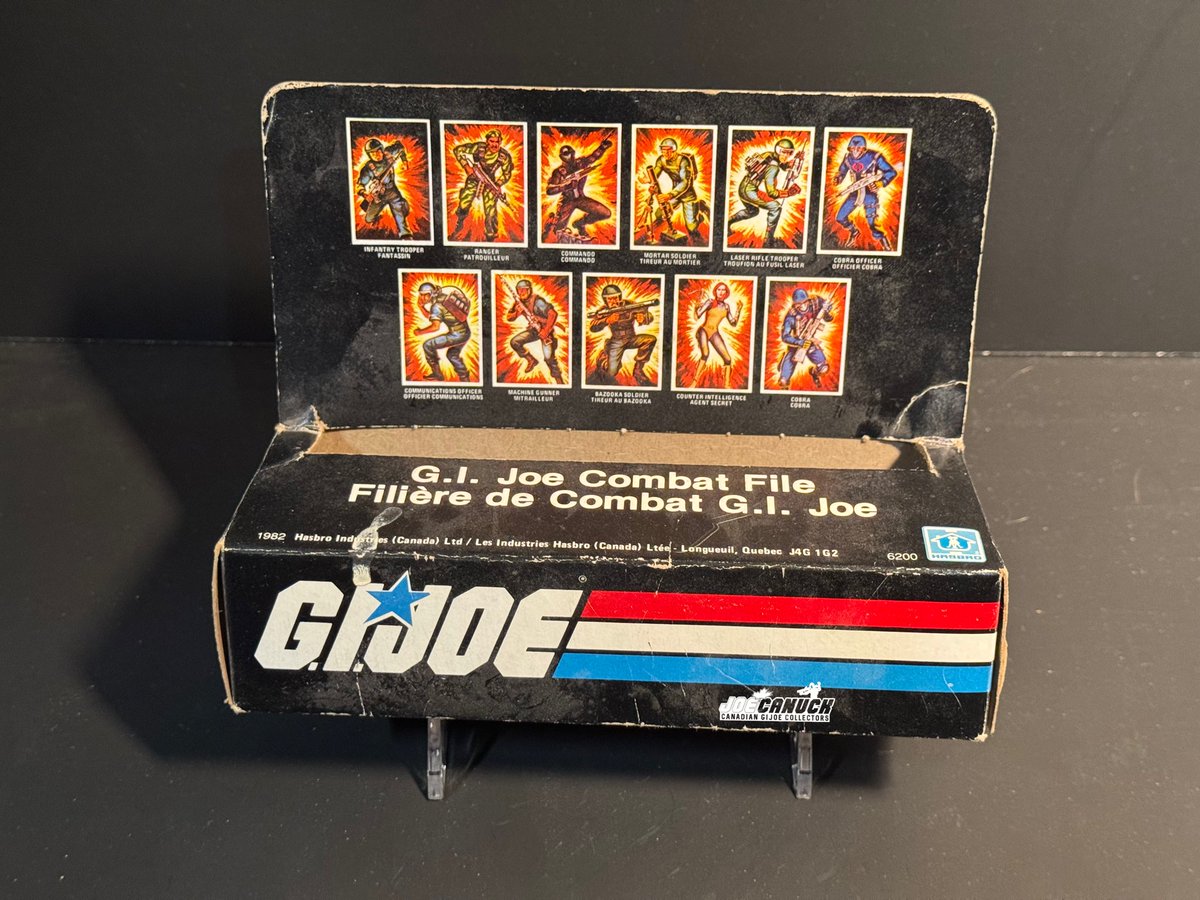 INFANTRY TROOPER
FANTASSIN
RANGER
PATROUILLEUR
COMMANDO
COMMANDO
MORTAR SOLDIER
TIREUR AU MORTIER
LASER RIFLE TROOPER
TROUFION AU FUSIL LASER
COBRA OFFICER
OFFICIER COBRA
COMMUNICATIONS OFFICER
OFFICIER COMMUNICATIONS
MACHINE GUNNER
MITRAILLEUR
BAZOOKA SOLDIER
TIREUR AU BAZOOKA
COUNTER INTELLIGENCE
AGENT SECRET
COBRA
COBRA
G.I. Joe Combat File
Filière de Combat G.I. Joe
1982 Hasbro Industries (Canada) Ltd / Les Industries Hasbro (Canada) Ltée - Longueuil, Quebec J4G 1G2
6200
HASBRO
G.I.JOE ®
JOECANUCK
CANADIAN GIJOE COLLECTORS